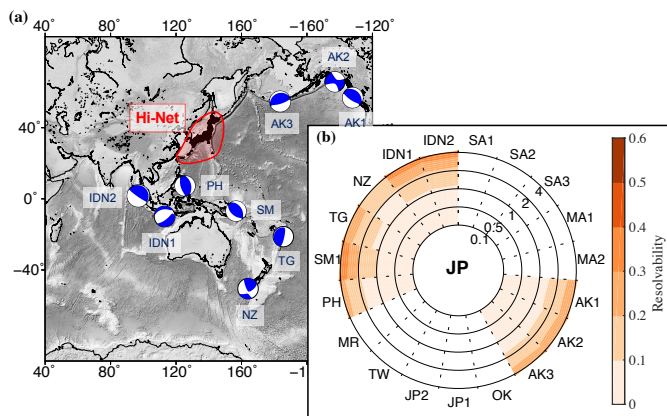 (a)
40 80 120 160 −160 −120
AK2
Hi-Net
AK3
AK1
40
0
−40
IDN2
PH
SM
IDN1
TG
NZ
40 80 120 160 −1
(b)
IDN1 IDN2 SA1 SA2 SA3 MA1 MA2 AK1 AK2 AK3 OK JP1 JP2 TW MR PH SM1 TG NZ
4
2
1
0.5
0.1
JP
0.6
0.5
0.4
0.3
0.2
0.1
0
Resolvability